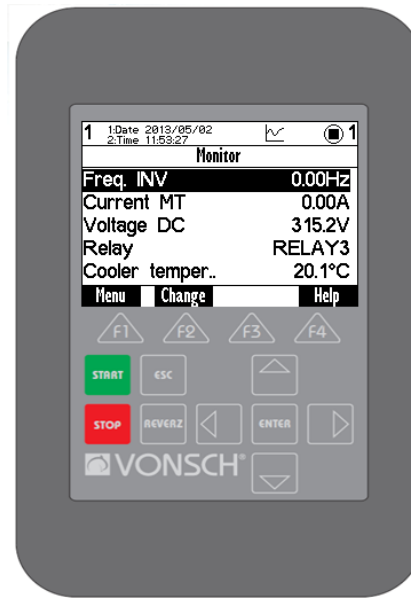 1 1:Date 2013/05/02 1
2:Time 11:53:27
Monitor
Freq. INV 0.00Hz
Current MT 0.00A
Voltage DC 315.2V
Relay RELAY3
Cooler temper.. 20.1°C
Menu Change Help
F1 F2 F3 F4
START ESC
STOP REVERZ ENTER
VONSCH®